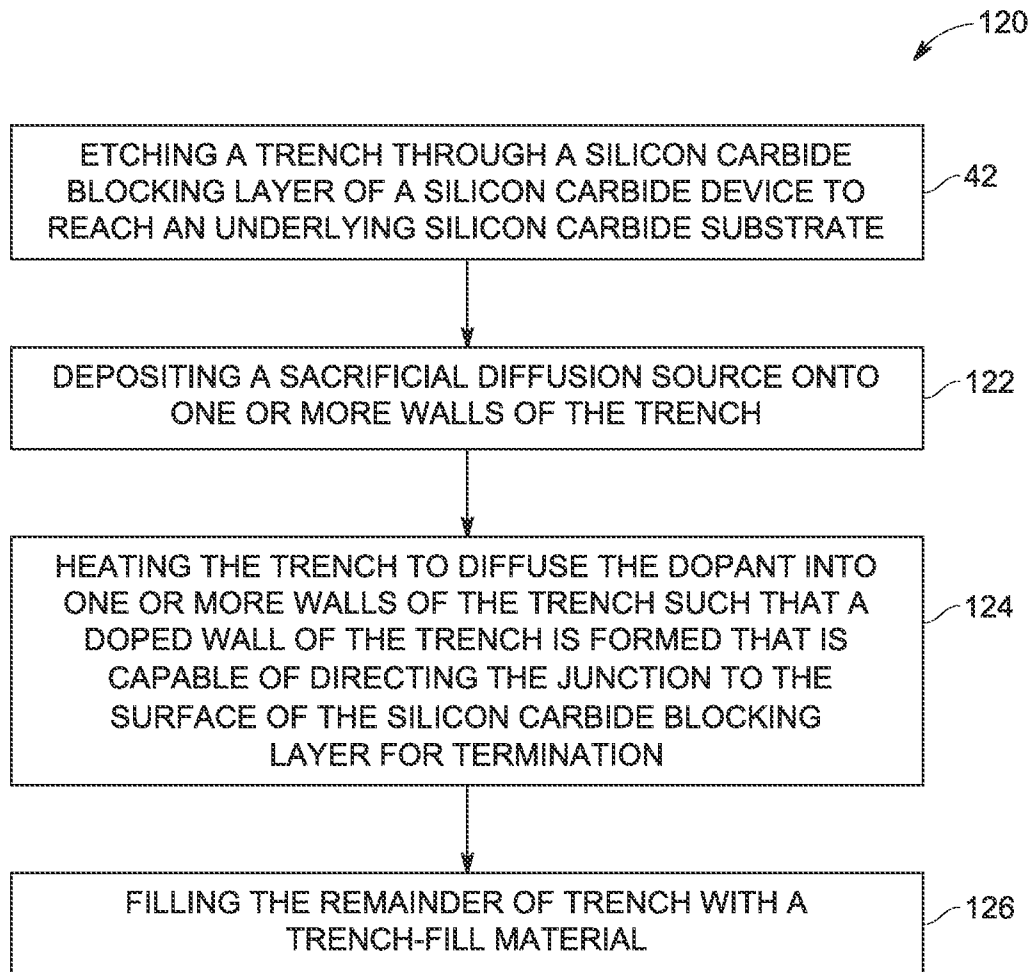 120
ETCHING A TRENCH THROUGH A SILICON CARBIDE
BLOCKING LAYER OF A SILICON CARBIDE DEVICE TO
REACH AN UNDERLYING SILICON CARBIDE SUBSTRATE
42
DEPOSITING A SACRIFICIAL DIFFUSION SOURCE ONTO
ONE OR MORE WALLS OF THE TRENCH
122
HEATING THE TRENCH TO DIFFUSE THE DOPANT INTO
ONE OR MORE WALLS OF THE TRENCH SUCH THAT A
DOPED WALL OF THE TRENCH IS FORMED THAT IS
CAPABLE OF DIRECTING THE JUNCTION TO THE
SURFACE OF THE SILICON CARBIDE BLOCKING
LAYER FOR TERMINATION
124
FILLING THE REMAINDER OF TRENCH WITH A
TRENCH-FILL MATERIAL
126